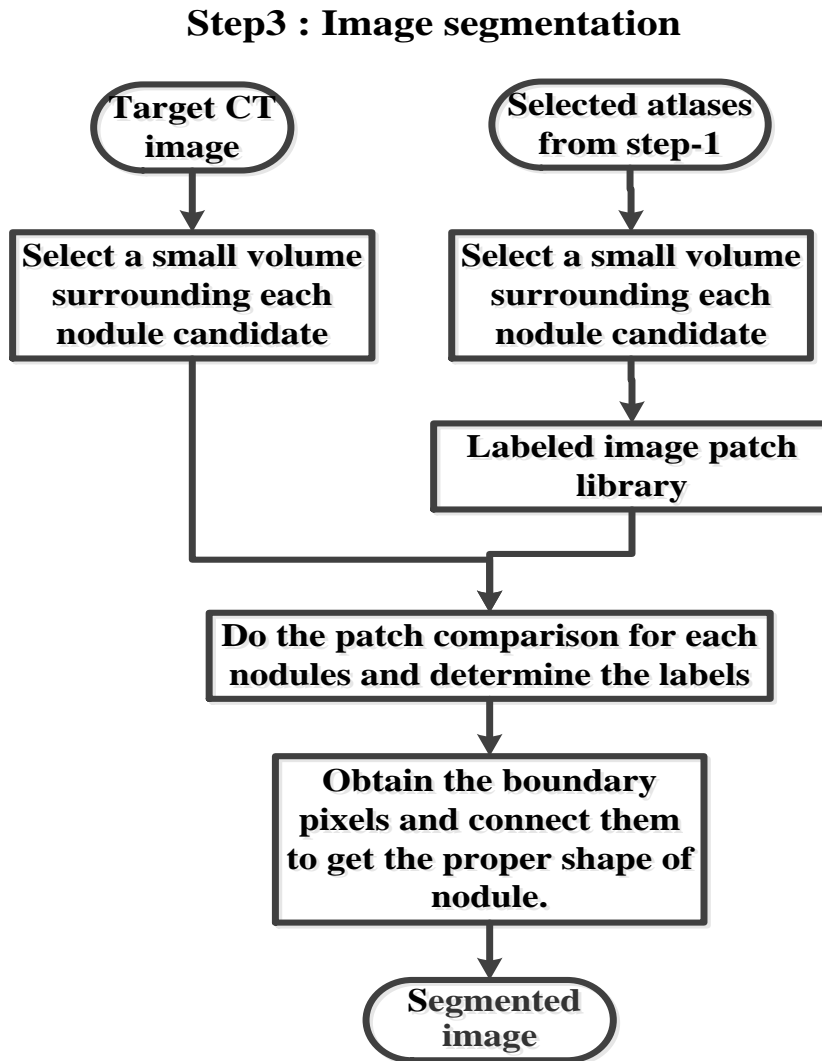 Step3 : Image segmentation
Target CT
image
Selected atlases
from step-1
Select a small volume
surrounding each
nodule candidate
Select a small volume
surrounding each
nodule candidate
Labeled image patch
library
Do the patch comparison for each
nodules and determine the labels
Obtain the boundary
pixels and connect them
to get the proper shape of
nodule.
Segmented
image